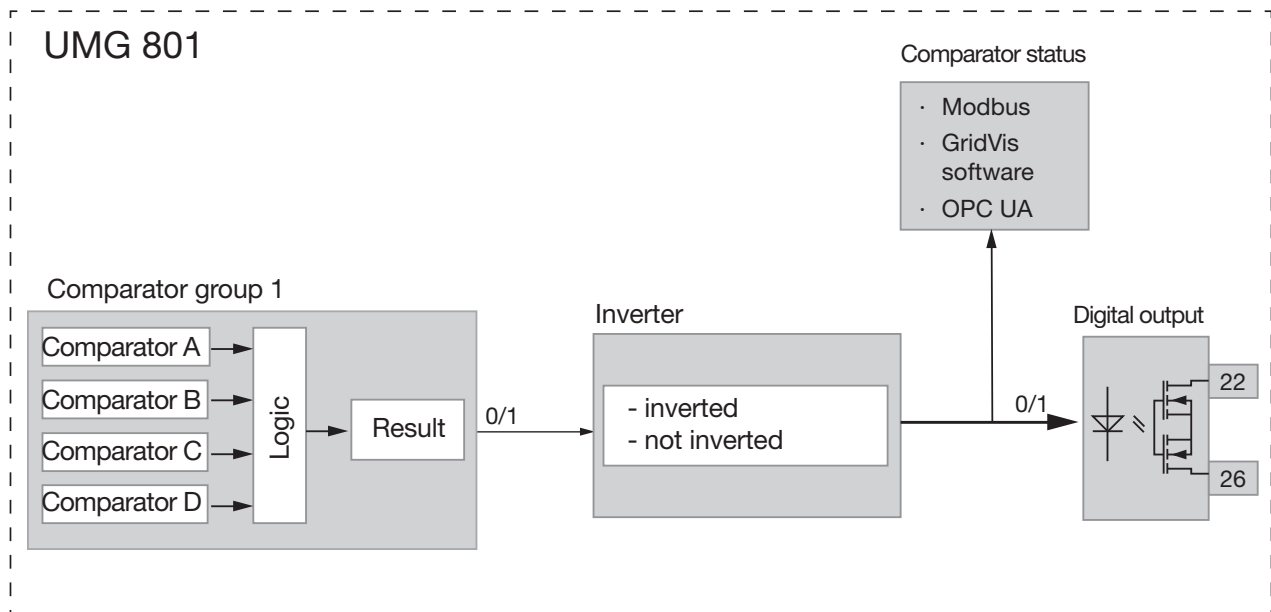 UMG 801
Comparator status
· Modbus
· GridVis
software
· OPC UA
Comparator group 1
Comparator A
Comparator B
Comparator C
Comparator D
Logic
Result
0/1
Inverter
- inverted
- not inverted
0/1
Digital output
22
26